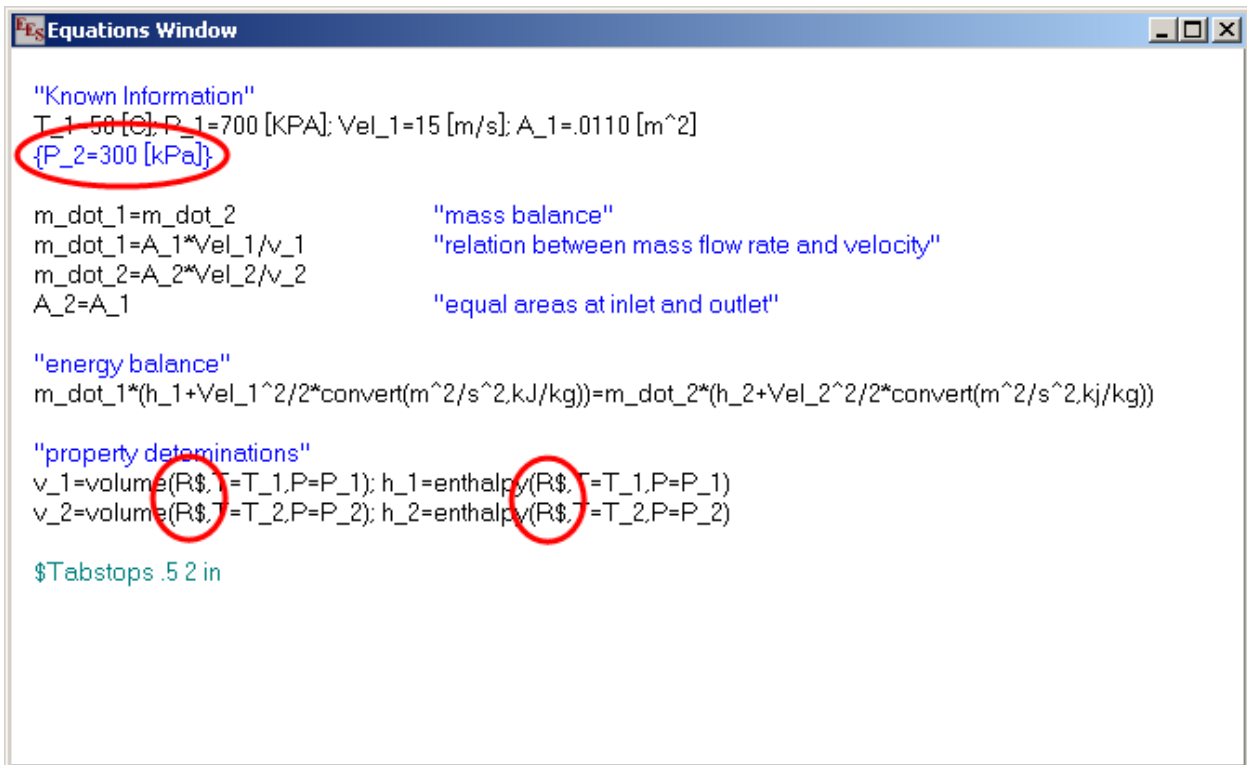 EES Equations Window
"Known Information"
T_1=50 [C]; P_1=700 [KPA]; Vel_1=15 [m/s]; A_1=.0110 [m^2]
{P_2=300 [kPa]}
m_dot_1=m_dot_2 "mass balance"
m_dot_1=A_1*Vel_1/v_1 "relation between mass flow rate and velocity"
m_dot_2=A_2*Vel_2/v_2
A_2=A_1 "equal areas at inlet and outlet"
"energy balance"
m_dot_1*(h_1+Vel_1^2/2*convert(m^2/s^2,kJ/kg))=m_dot_2*(h_2+Vel_2^2/2*convert(m^2/s^2,kj/kg))
"property deteminations"
v_1=volume(R$,T=T_1,P=P_1); h_1=enthalpy(R$,T=T_1,P=P_1)
v_2=volume(R$,T=T_2,P=P_2); h_2=enthalpy(R$,T=T_2,P=P_2)
$Tabstops .5 2 in